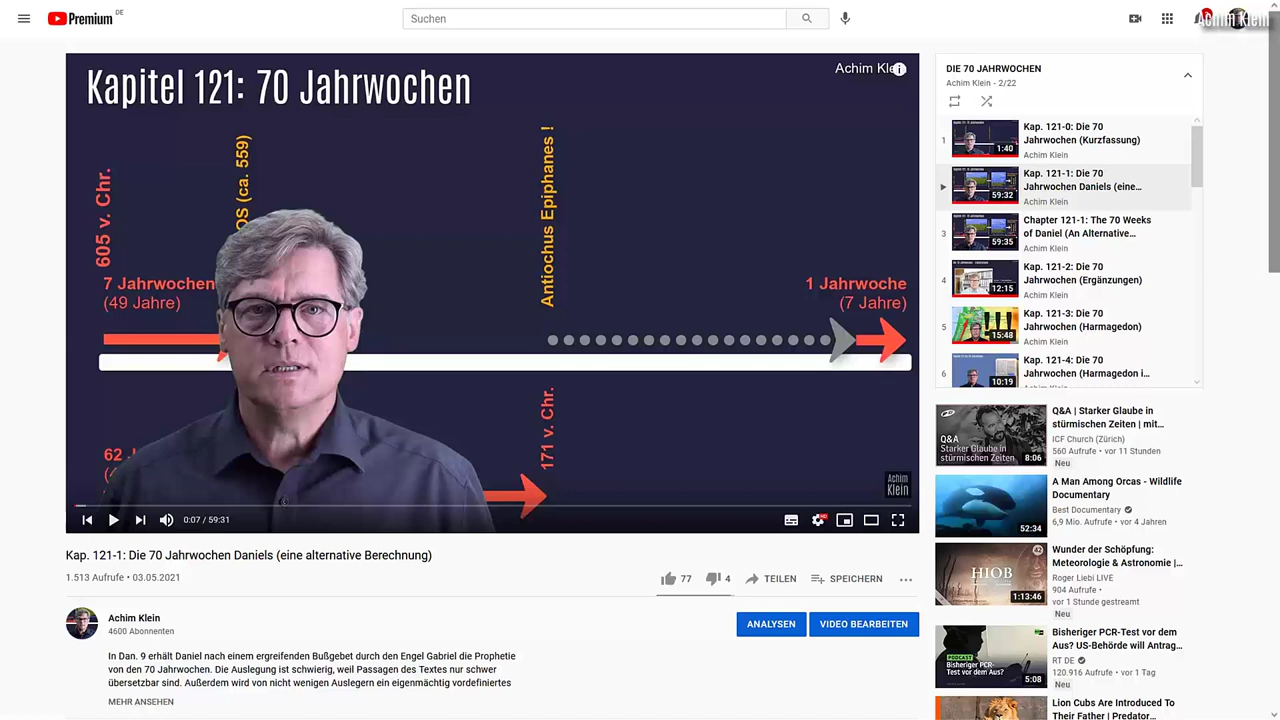 Premium DE
Suchen
Achim Klein
Kapitel 121: 70 Jahrwochen
Achim Klein
605 v. Chr.
OS (ca. 559)
Antiochus Epiphanes !
7 Jahrwochen
(49 Jahre)
1 Jahrwoche
(7 Jahre)
62
171 v. Chr.
Achim
Klein
0:07 / 59:31
Kap. 121-1: Die 70 Jahrwochen Daniels (eine alternative Berechnung)
1.513 Aufrufe • 03.05.2021
77
4
TEILEN
SPEICHERN
Achim Klein
4600 Abonnenten
ANALYSEN
VIDEO BEARBEITEN
In Dan. 9 erhält Daniel nach einem ergreifenden Bußgebet durch den Engel Gabriel die Prophetie
von den 70 Jahrwochen. Die Auslegung ist schwierig, weil Passagen des Textes nur schwer
übersetzbar sind. Außerdem wird von nicht wenigen Auslegern ein eigenmächtig vordefiniertes
MEHR ANSEHEN
DIE 70 JAHRWOCHEN
Achim Klein - 2/22
1
1:40
Kap. 121-0: Die 70
Jahrwochen (Kurzfassung)
Achim Klein
59:32
Kap. 121-1: Die 70
Jahrwochen Daniels (eine…
Achim Klein
3
59:35
Chapter 121-1: The 70 Weeks
of Daniel (An Alternative…
Achim Klein
4
12:15
Kap. 121-2: Die 70
Jahrwochen (Ergänzungen)
Achim Klein
5
15:48
Kap. 121-3: Die 70
Jahrwochen (Harmagedon)
Achim Klein
6
10:19
Kap. 121-4: Die 70
Jahrwochen (Harmagedon i…
Achim Klein
Q&A
Starker Glaube in
stürmischen Zeiten
8:06
Q&A | Starker Glaube in
stürmischen Zeiten | mit…
ICF Church (Zürich)
560 Aufrufe • vor 11 Stunden
Neu
52:34
A Man Among Orcas - Wildlife
Documentary
Best Documentary
6,9 Mio. Aufrufe • vor 4 Jahren
HIOB
1:13:46
Wunder der Schöpfung:
Meteorologie & Astronomie |…
Roger Liebi LIVE
904 Aufrufe •
vor 1 Stunde gestreamt
Neu
PODCAST
Bisheriger PCR-
Test vor dem Aus?
5:08
Bisheriger PCR-Test vor dem
Aus? US-Behörde will Antrag…
RT DE
120.916 Aufrufe • vor 1 Tag
Neu
Lion Cubs Are Introduced To
Their Father | Predator…